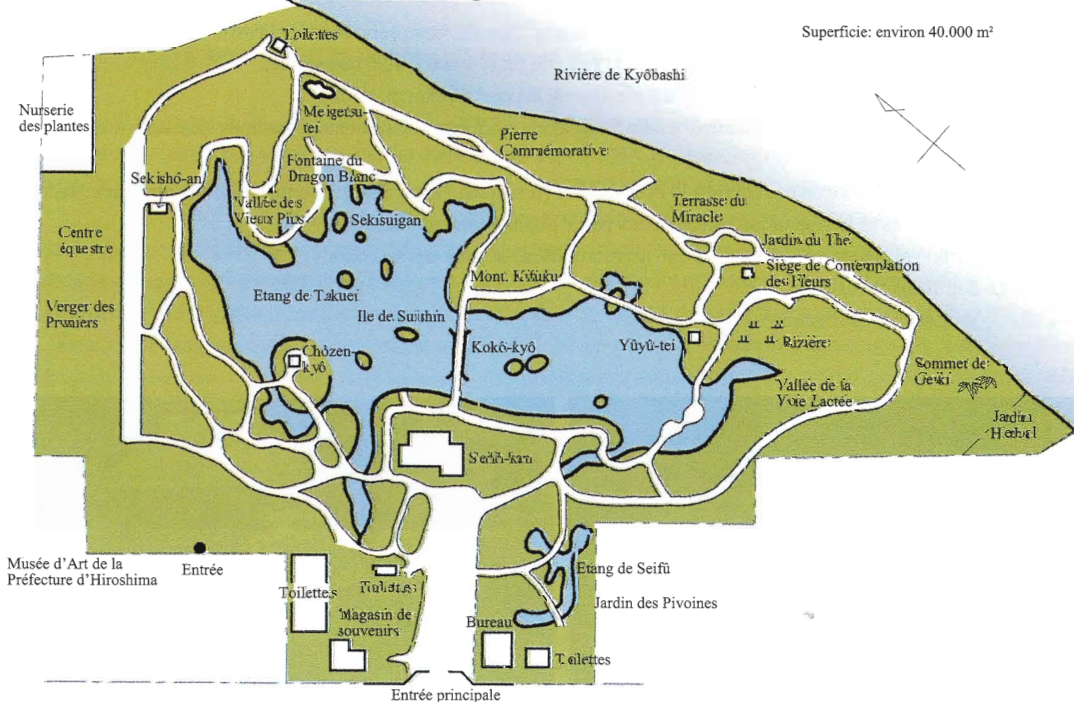 Toilettes
Superficie: environ 40.000 m²
Rivière de Kyôbashi
Nurserie
des plantes
Meigetsu-
tei
Pierre
Commémorative
Fontaine du
Dragon Blanc
Sekishô-an
Vallée des
Vieux Pins
Sekisuigan
Terrasse du
Miracle
Centre
équestre
Jardin du Thé
Siège de Contemplation
des Fleurs
Mont.
Etang de Takuei
Verger des
Pruniers
Ile de Suishin
Kokô-kyô
Yûyû-tei
Rizière
Chôzen-
kyô
Sommet de
Vallée de la
Voie Lactée
Jardin
Herbal
Seifû-kan
Musée d'Art de la
Préfecture d'Hiroshima
Entrée
Etang de Seifû
Toilettes
Toilettes
Jardin des Pivoines
Magasin de
souvenirs
Bureau
Toilettes
Entrée principale